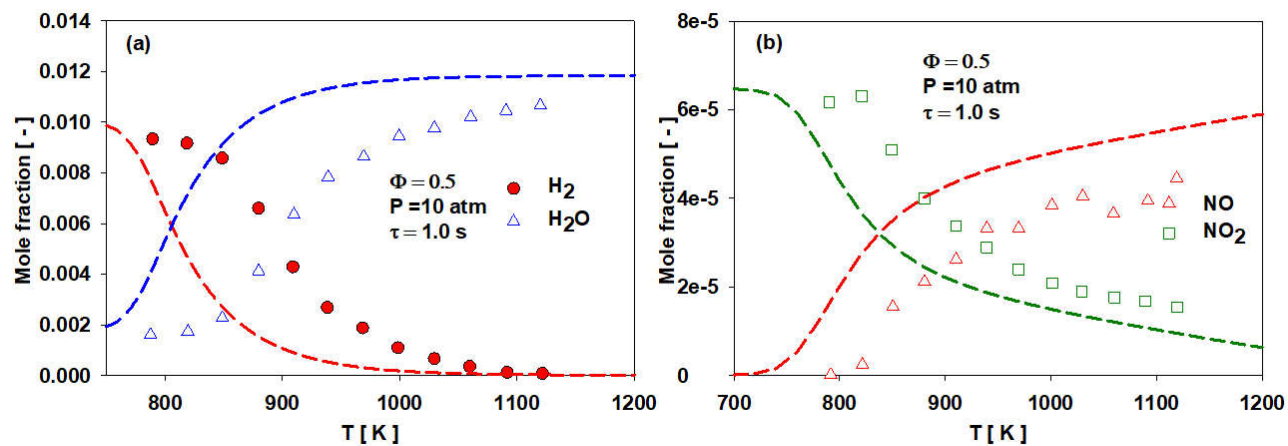 (a)
Mole fraction [ - ]
0.014
0.012
0.010
0.008
0.006
0.004
0.002
0.000
Φ = 0.5
P =10 atm
τ = 1.0 s
H2
H2O
800 900 1000 1100 1200
T [ K ]
(b)
Mole fraction [ - ]
8e-5
6e-5
4e-5
2e-5
0
Φ = 0.5
P =10 atm
τ = 1.0 s
NO
NO2
700 800 900 1000 1100 1200
T [ K ]